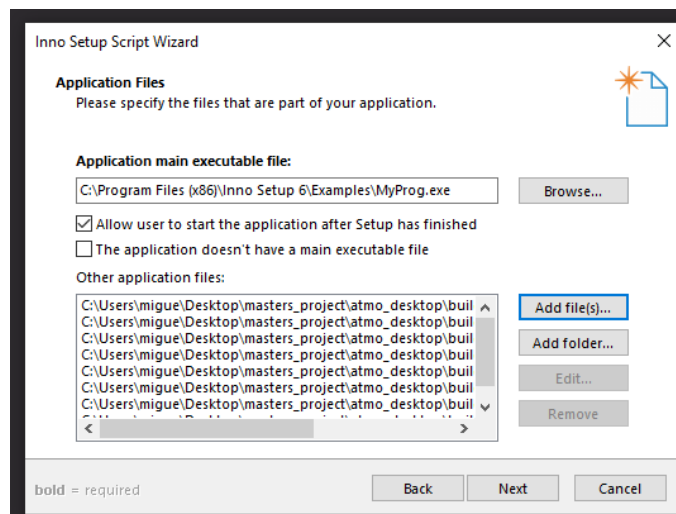 Inno Setup Script Wizard
Application Files
Please specify the files that are part of your application.
Application main executable file:
C:\Program Files (x86)\Inno Setup 6\Examples\MyProg.exe
Browse...
Allow user to start the application after Setup has finished
The application doesn't have a main executable file
Other application files:
C:\Users\migue\Desktop\masters_project\atmo_desktop\buil
C:\Users\migue\Desktop\masters_project\atmo_desktop\buil
C:\Users\migue\Desktop\masters_project\atmo_desktop\buil
C:\Users\migue\Desktop\masters_project\atmo_desktop\buil
C:\Users\migue\Desktop\masters_project\atmo_desktop\buil
C:\Users\migue\Desktop\masters_project\atmo_desktop\buil
C:\Users\migue\Desktop\masters_project\atmo_desktop\buil
Add file(s)...
Add folder...
Edit...
Remove
bold = required
Back
Next
Cancel